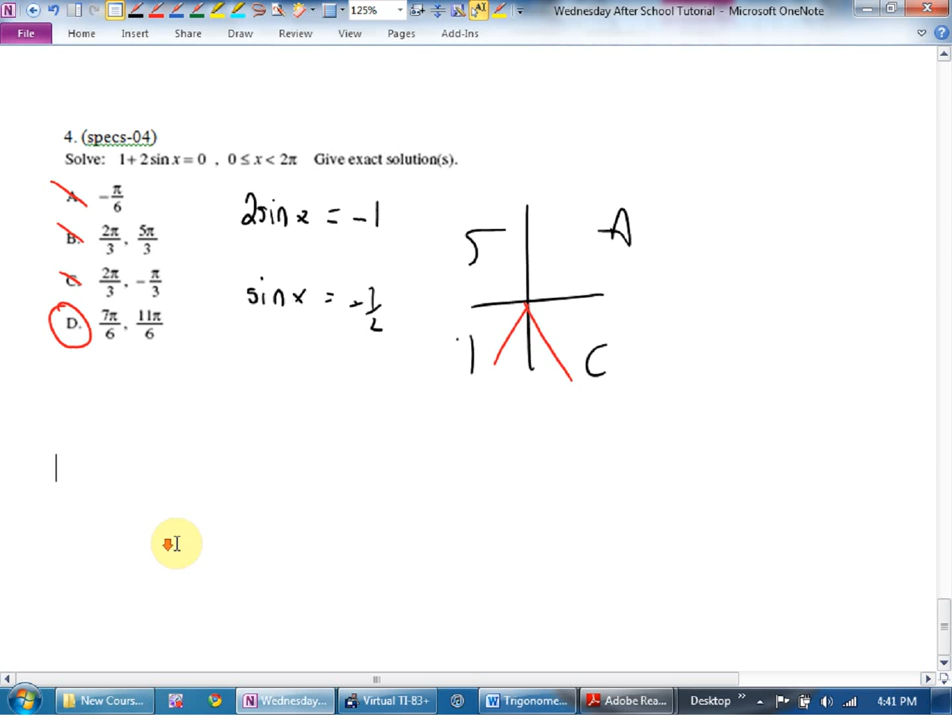 125%
Wednesday After School Tutorial - Microsoft OneNote
File Home Insert Share Draw Review View Pages Add-Ins
4. (specs-04)
Solve: 1+2 sin x = 0 , 0 ≤ x < 2π Give exact solution(s).
A. -π/6
B. 2π/3, 5π/3
C. 2π/3, -π/3
D. 7π/6, 11π/6
2sin x = -1
sin x = -1/2
S A
T C
New Cour... Wednesday... Virtual TI-83+ Trigonome... Adobe Rea... Desktop 4:41 PM